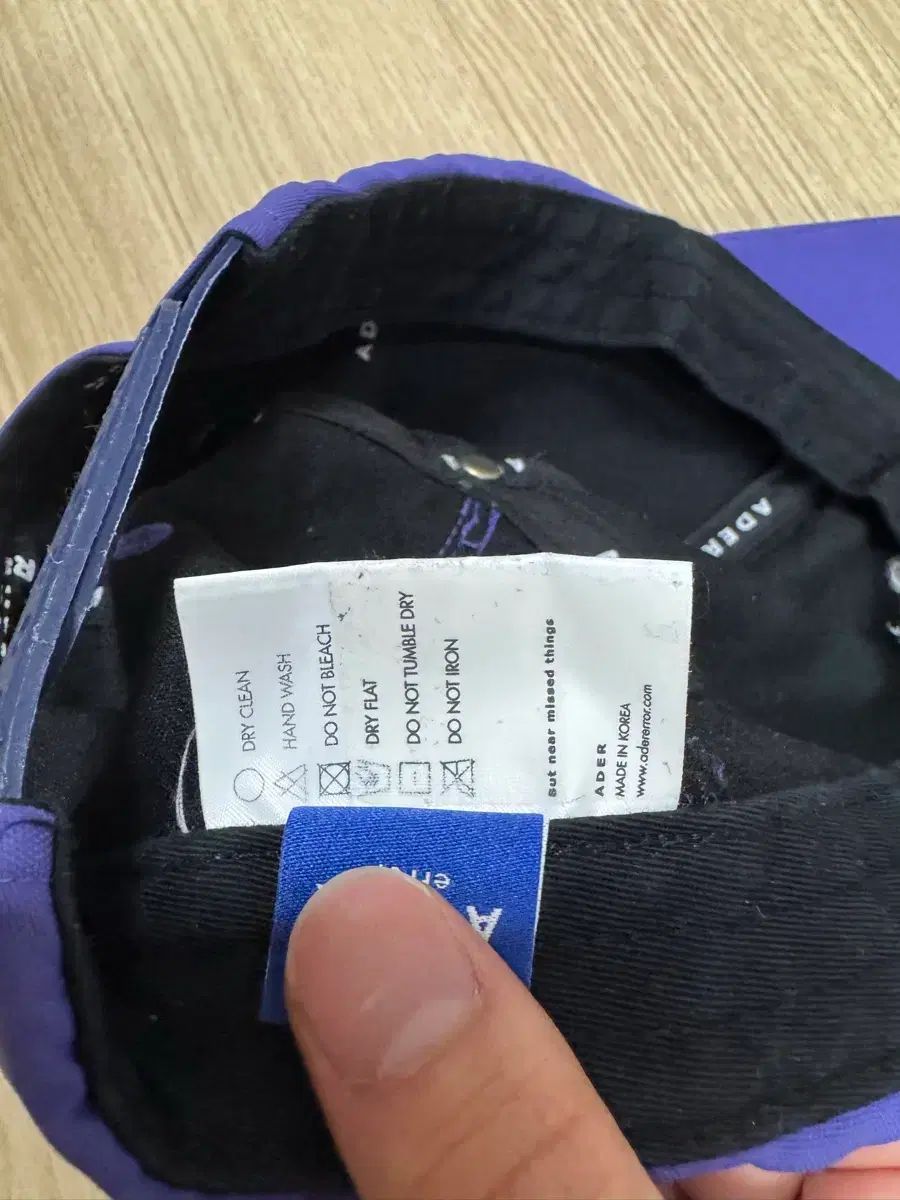 DRY CLEAN
HAND WASH
DO NOT BLEACH
DRY FLAT
DO NOT TUMBLE DRY
DO NOT IRON
but near missed things
ADER
MADE IN KOREA
www.adererror.com
ADER
AD